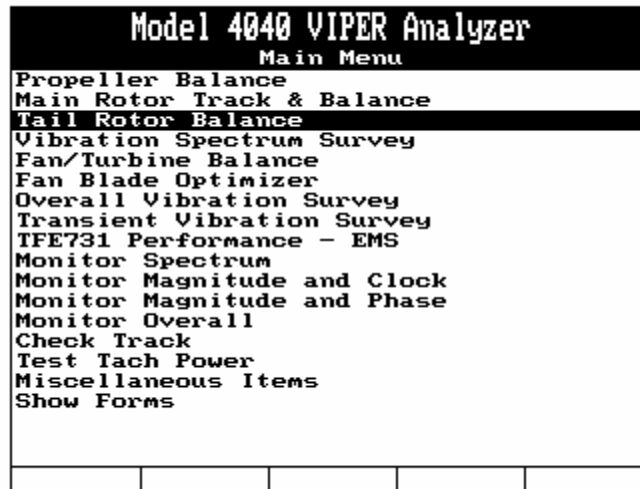 Model 4040 VIPER Analyzer
Main Menu
Propeller Balance
Main Rotor Track & Balance
Tail Rotor Balance
Vibration Spectrum Survey
Fan/Turbine Balance
Fan Blade Optimizer
Overall Vibration Survey
Transient Vibration Survey
TFE731 Performance – EMS
Monitor Spectrum
Monitor Magnitude and Clock
Monitor Magnitude and Phase
Monitor Overall
Check Track
Test Tach Power
Miscellaneous Items
Show Forms